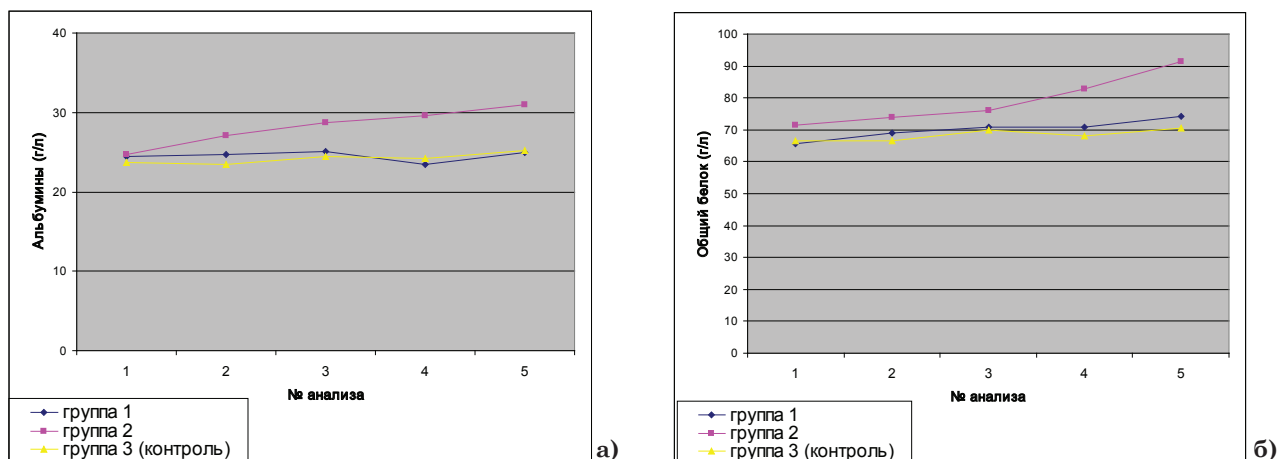 40
30
20
10
0
Альбумины (г/л)
1 2 3 4 5
№ анализа
группа 1
группа 2
группа 3 (контроль)
а)
100
90
80
70
60
50
40
30
20
10
0
Общий белок (г/л)
1 2 3 4 5
№ анализа
группа 1
группа 2
группа 3 (контроль)
б)